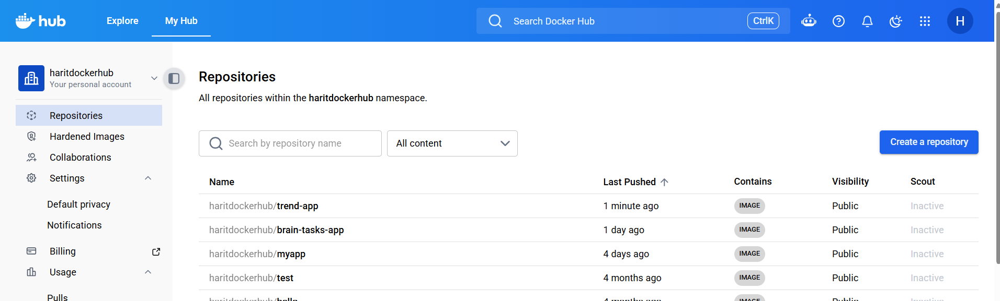 hub
Explore
My Hub
Search Docker Hub
CtrlK
H
haritdockerhub
Your personal account
Repositories
Hardened Images
Collaborations
Settings
Default privacy
Notifications
Billing
Usage
Pulls
Repositories
All repositories within the haritdockerhub namespace.
Search by repository name
All content
Create a repository
Name Last Pushed Contains Visibility Scout
haritdockerhub/trend-app 1 minute ago IMAGE Public Inactive
haritdockerhub/brain-tasks-app 1 day ago IMAGE Public Inactive
haritdockerhub/myapp 4 days ago IMAGE Public Inactive
haritdockerhub/test 4 months ago IMAGE Public Inactive
haritdockerhub/ 4 months ago IMAGE Public Inactive